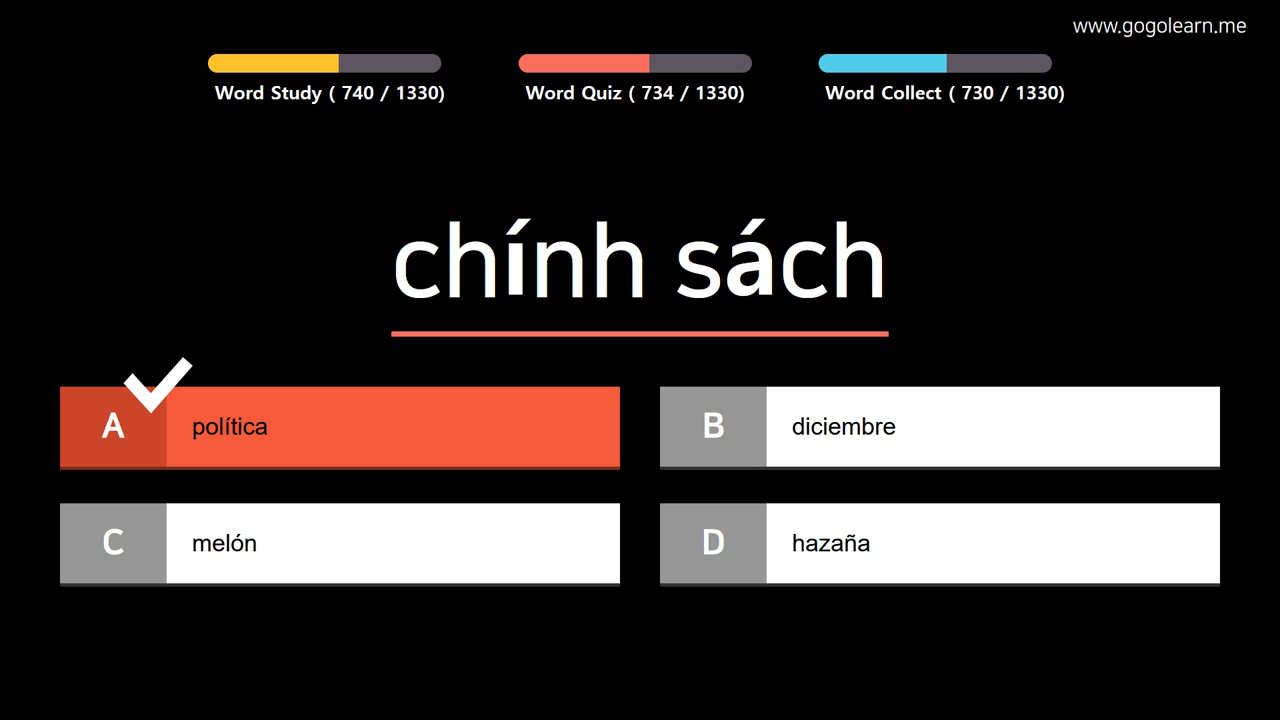 www.gogolearn.me
Word Study ( 740 / 1330)
Word Quiz ( 734 / 1330)
Word Collect ( 730 / 1330)
chính sách
A política
B diciembre
C melón
D hazaña